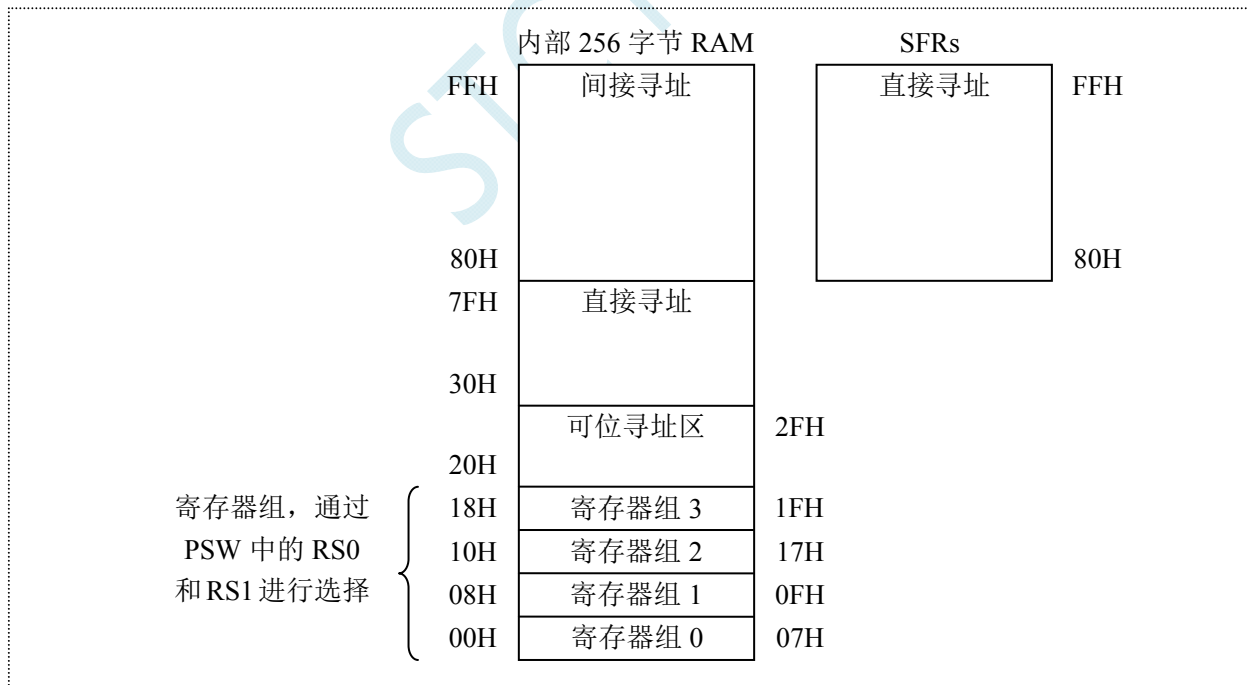 内部 256 字节 RAM SFRs
FFH 间接寻址 直接寻址 FFH
80H 80H
7FH 直接寻址
30H
可位寻址区 2FH
20H
寄存器组，通过 18H 寄存器组 3 1FH
PSW 中的 RS0 10H 寄存器组 2 17H
和 RS1 进行选择 08H 寄存器组 1 0FH
00H 寄存器组 0 07H